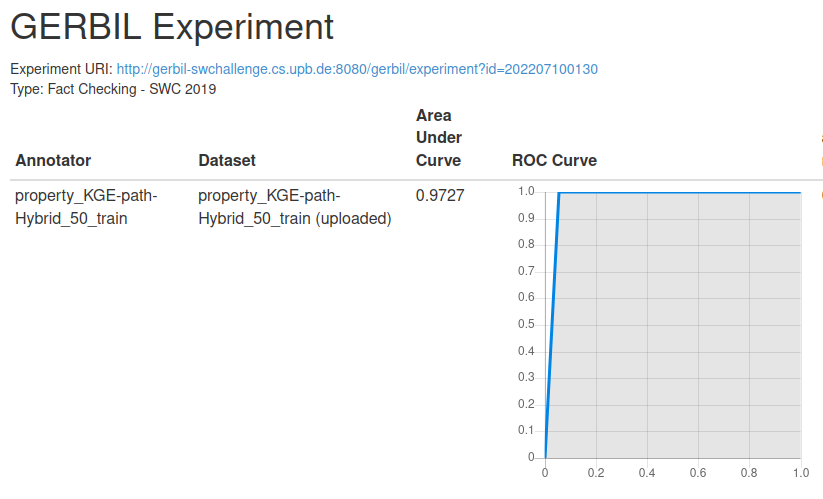 GERBIL Experiment
Experiment URI: http://gerbil-swchallenge.cs.upb.de:8080/gerbil/experiment?id=202207100130
Type: Fact Checking - SWC 2019
Annotator Dataset Area Under Curve ROC Curve
property_KGE-path- property_KGE-path- 0.9727
Hybrid_50_train Hybrid_50_train (uploaded)
1.0
0.9
0.8
0.7
0.6
0.5
0.4
0.3
0.2
0.1
0
0 0.2 0.4 0.6 0.8 1.0